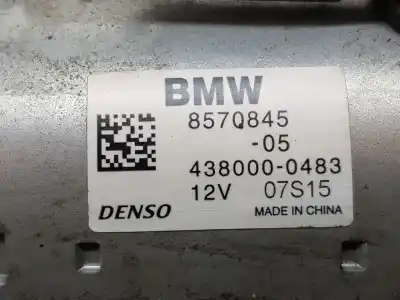 BMW
8570845
-05
438000-0483
12V 07S15
DENSO MADE IN CHINA